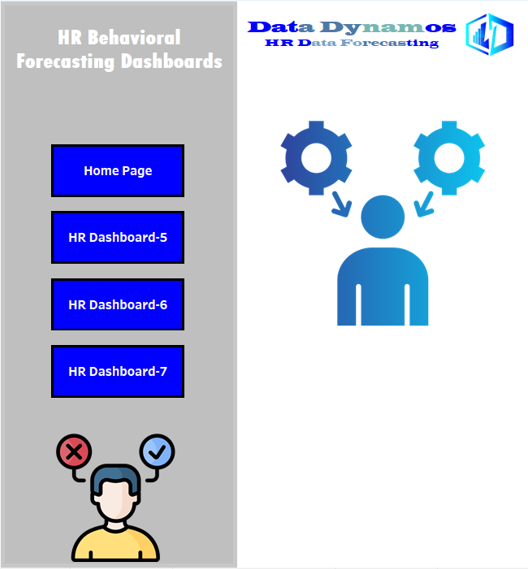 HR Behavioral
Forecasting Dashboards
Home Page
HR Dashboard-5
HR Dashboard-6
HR Dashboard-7
Data Dynamos
HR Data Forecasting